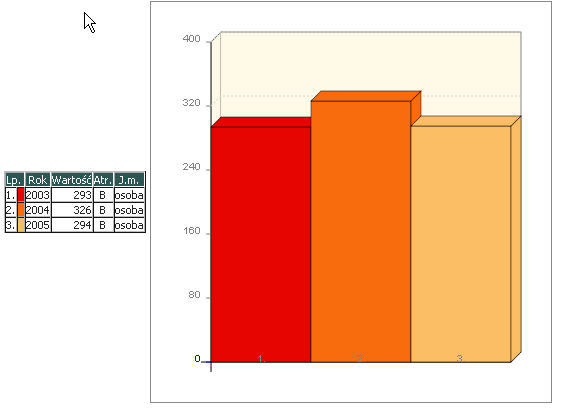 Lp. Rok Wartość Atr. J.m.
1. 2003 293 B osoba
2. 2004 326 B osoba
3. 2005 294 B osoba
400
320
240
160
80
0
1. 2. 3.